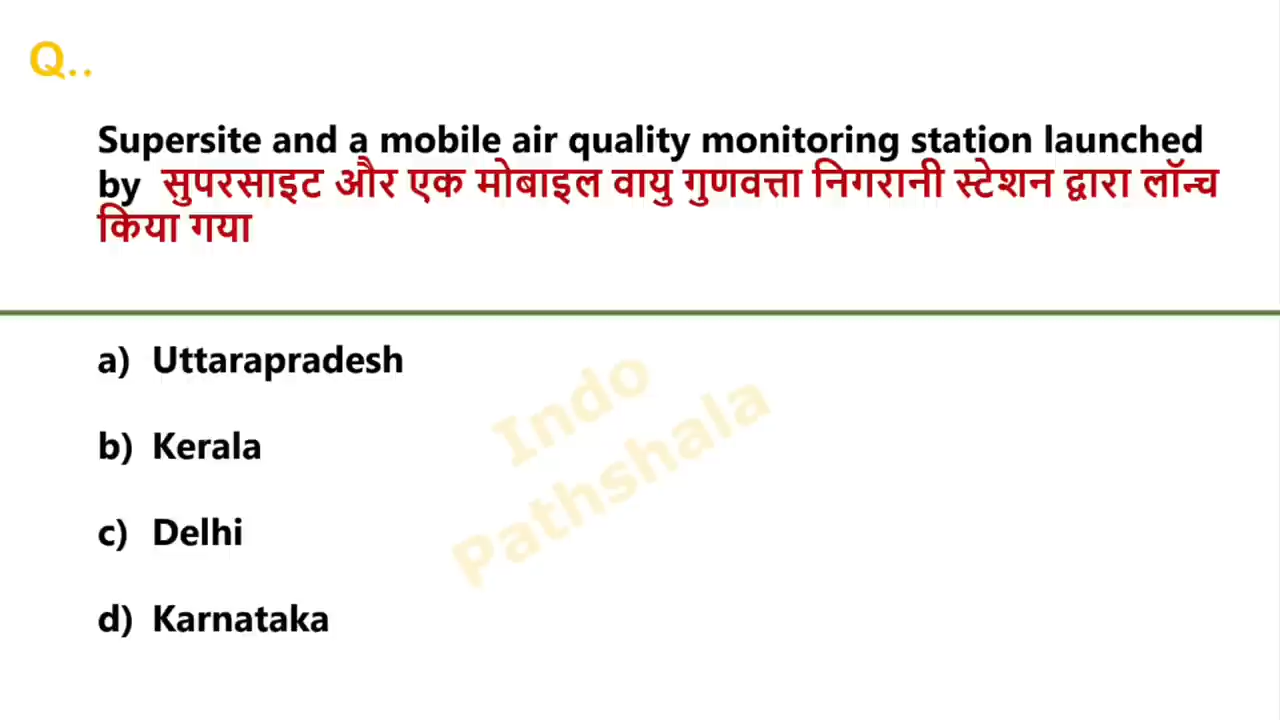 Q..
Supersite and a mobile air quality monitoring station launched
by सुपरसाइट और एक मोबाइल वायु गुणवत्ता निगरानी स्टेशन द्वारा लॉन्च
किया गया
a) Uttarapradesh
b) Kerala
c) Delhi
d) Karnataka
Indo
Pathshala